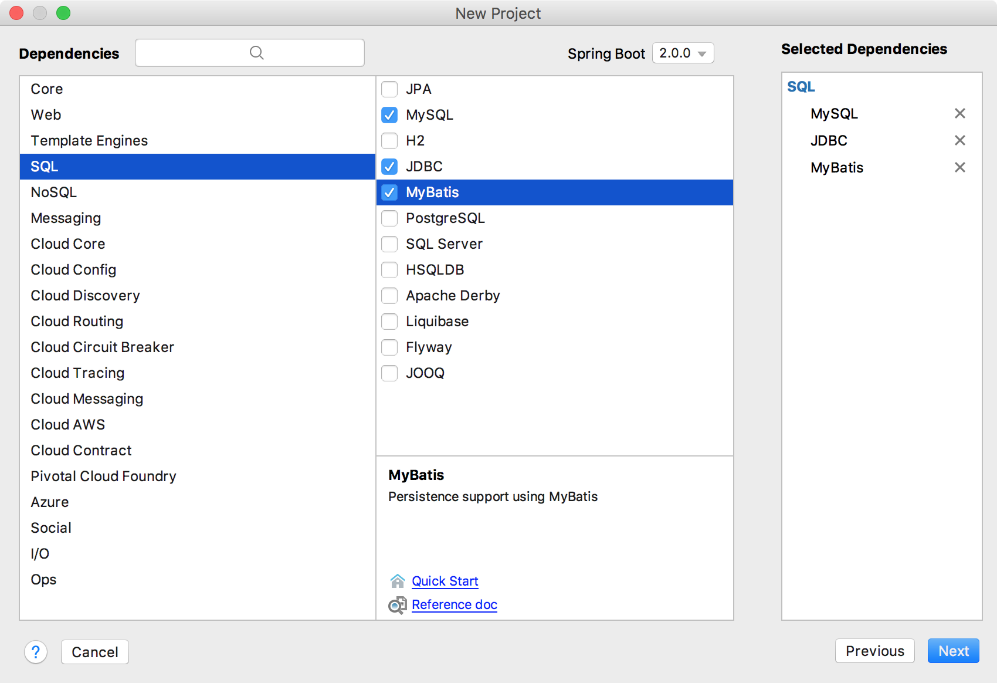 New Project
Dependencies
Spring Boot 2.0.0
Selected Dependencies
Core
Web
Template Engines
SQL
NoSQL
Messaging
Cloud Core
Cloud Config
Cloud Discovery
Cloud Routing
Cloud Circuit Breaker
Cloud Tracing
Cloud Messaging
Cloud AWS
Cloud Contract
Pivotal Cloud Foundry
Azure
Social
I/O
Ops
JPA
MySQL
H2
JDBC
MyBatis
PostgreSQL
SQL Server
HSQLDB
Apache Derby
Liquibase
Flyway
JOOQ
MyBatis
Persistence support using MyBatis
Quick Start
Reference doc
SQL
MySQL
JDBC
MyBatis
?
Cancel
Previous
Next